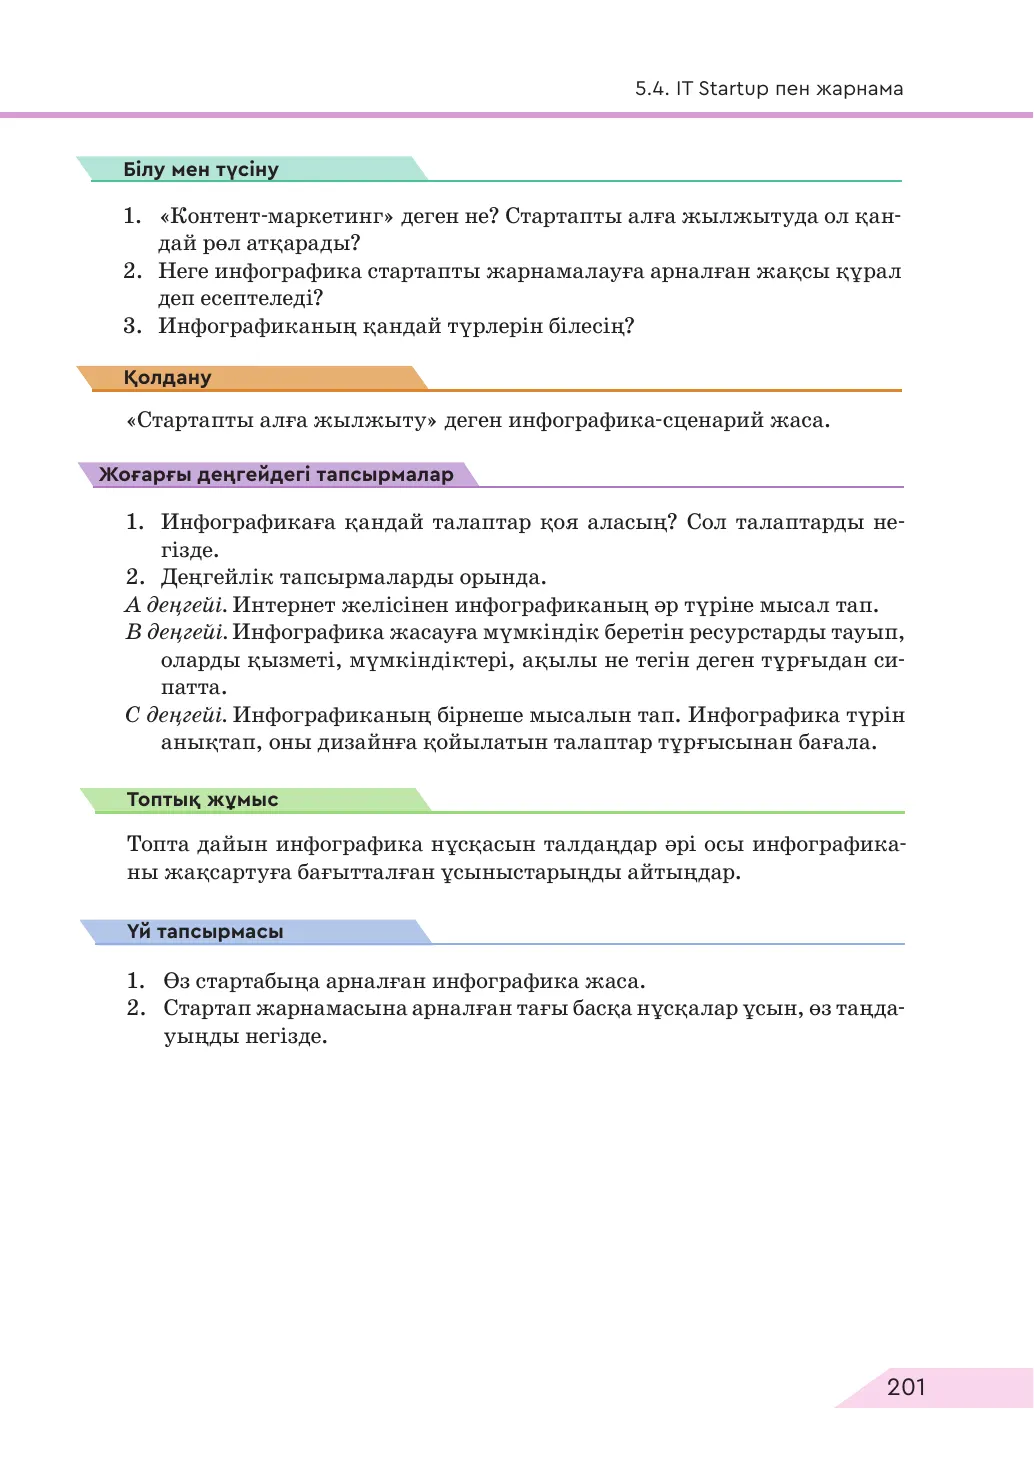 5.4. IT Startup пен жарнама
Білу мен түсіну
1. «Контент-маркетинг» деген не? Стартапты алға жылжытуда ол қан-
дай рөл атқарады?
2. Неге инфографика стартапты жарнамалауға арналған жақсы құрал
деп есептеледі?
3. Инфографиканың қандай түрлерін білесің?
Қолдану
«Стартапты алға жылжыту» деген инфографика-сценарий жаса.
Жоғарғы деңгейдегі тапсырмалар
1. Инфографикаға қандай талаптар қоя аласың? Сол талаптарды не-
гізде.
2. Деңгейлік тапсырмаларды орында.
А деңгейі. Интернет желісінен инфографиканың әр түріне мысал тап.
В деңгейі. Инфографика жасауға мүмкіндік беретін ресурстарды тауып,
оларды қызметі, мүмкіндіктері, ақылы не тегін деген тұрғыдан си-
патта.
С деңгейі. Инфографиканың бірнеше мысалын тап. Инфографика түрін
анықтап, оны дизайнға қойылатын талаптар тұрғысынан бағала.
Топтық жұмыс
Топта дайын инфографика нұсқасын талдаңдар әрі осы инфографика-
ны жақсартуға бағытталған ұсыныстарыңды айтыңдар.
Үй тапсырмасы
1. Өз стартабыңа арналған инфографика жаса.
2. Стартап жарнамасына арналған тағы басқа нұсқалар ұсын, өз таңда-
уыңды негізде.
201